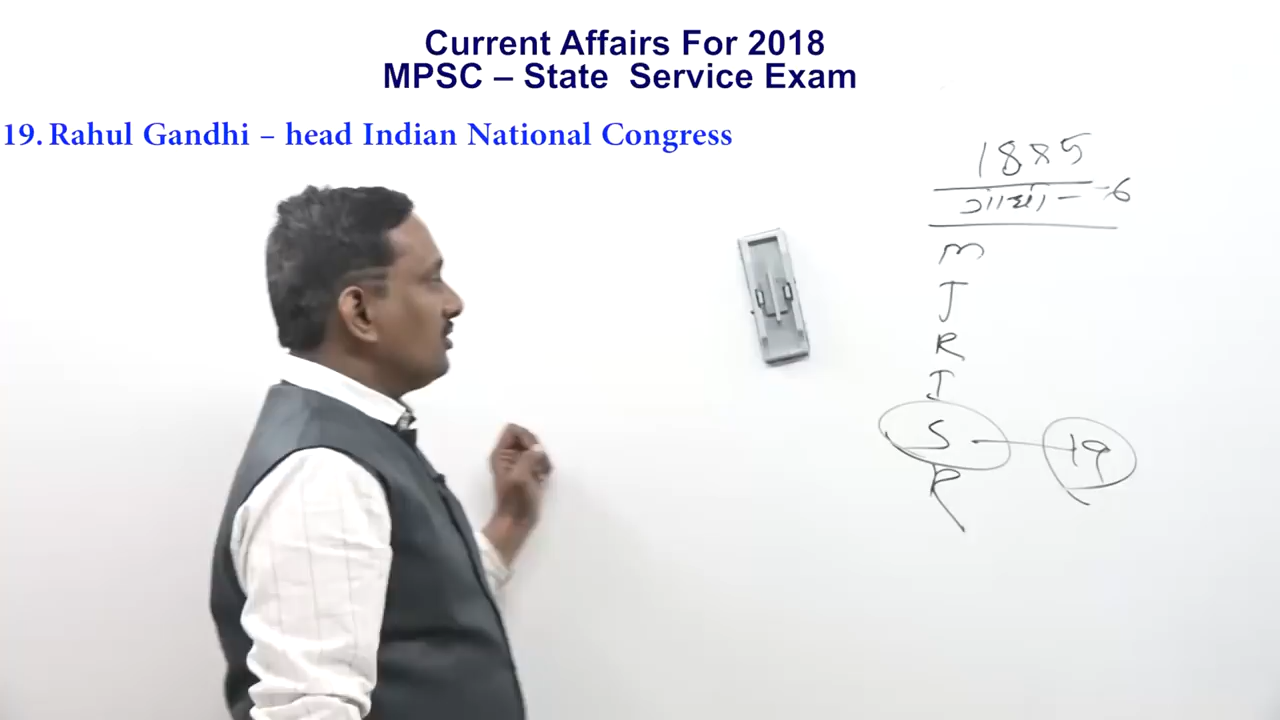 Current Affairs For 2018
MPSC – State Service Exam
19. Rahul Gandhi – head Indian National Congress
1885
गांधी – 6
M
J
R
I
S – 19
R